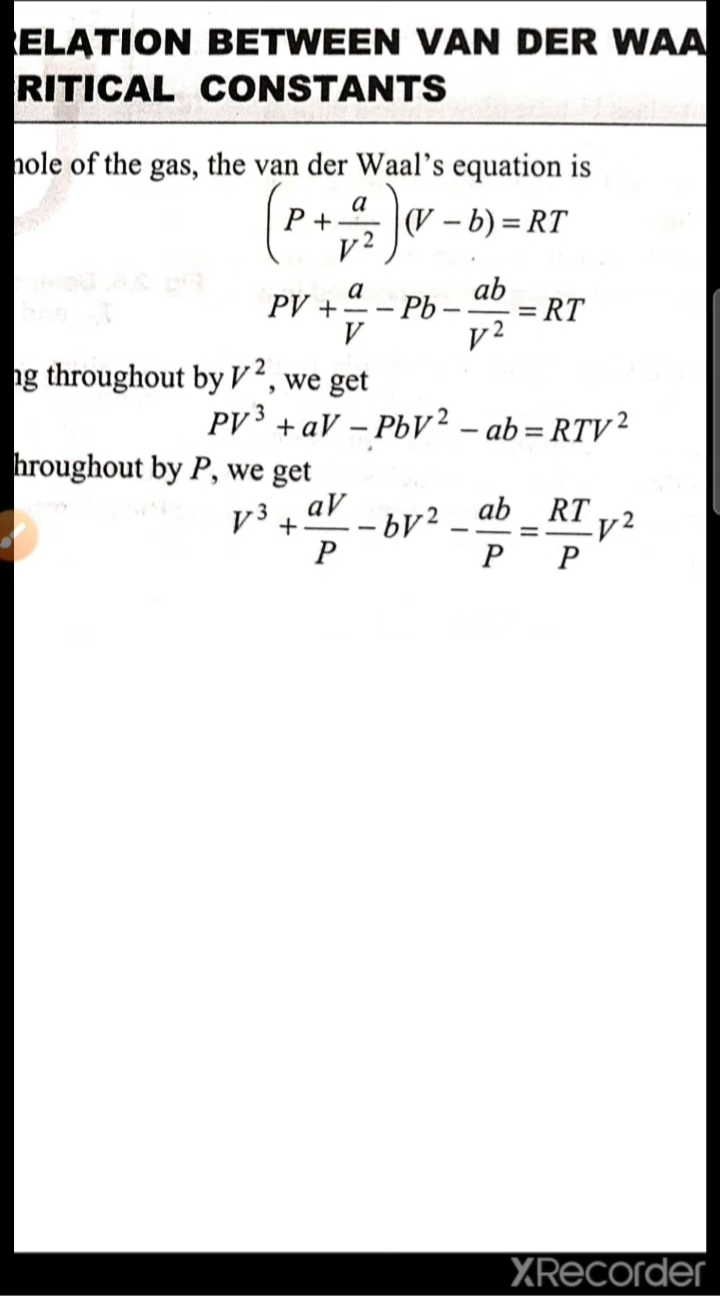 ELATION BETWEEN VAN DER WAA
RITICAL CONSTANTS
nole of the gas, the van der Waal's equation is
(P + a/V²)(V – b) = RT
PV + a/V – Pb – ab/V² = RT
ng throughout by V², we get
PV³ + aV – PbV² – ab = RTV²
hroughout by P, we get
V³ + aV/P – bV² – ab/P = RT/P V²
XRecorder